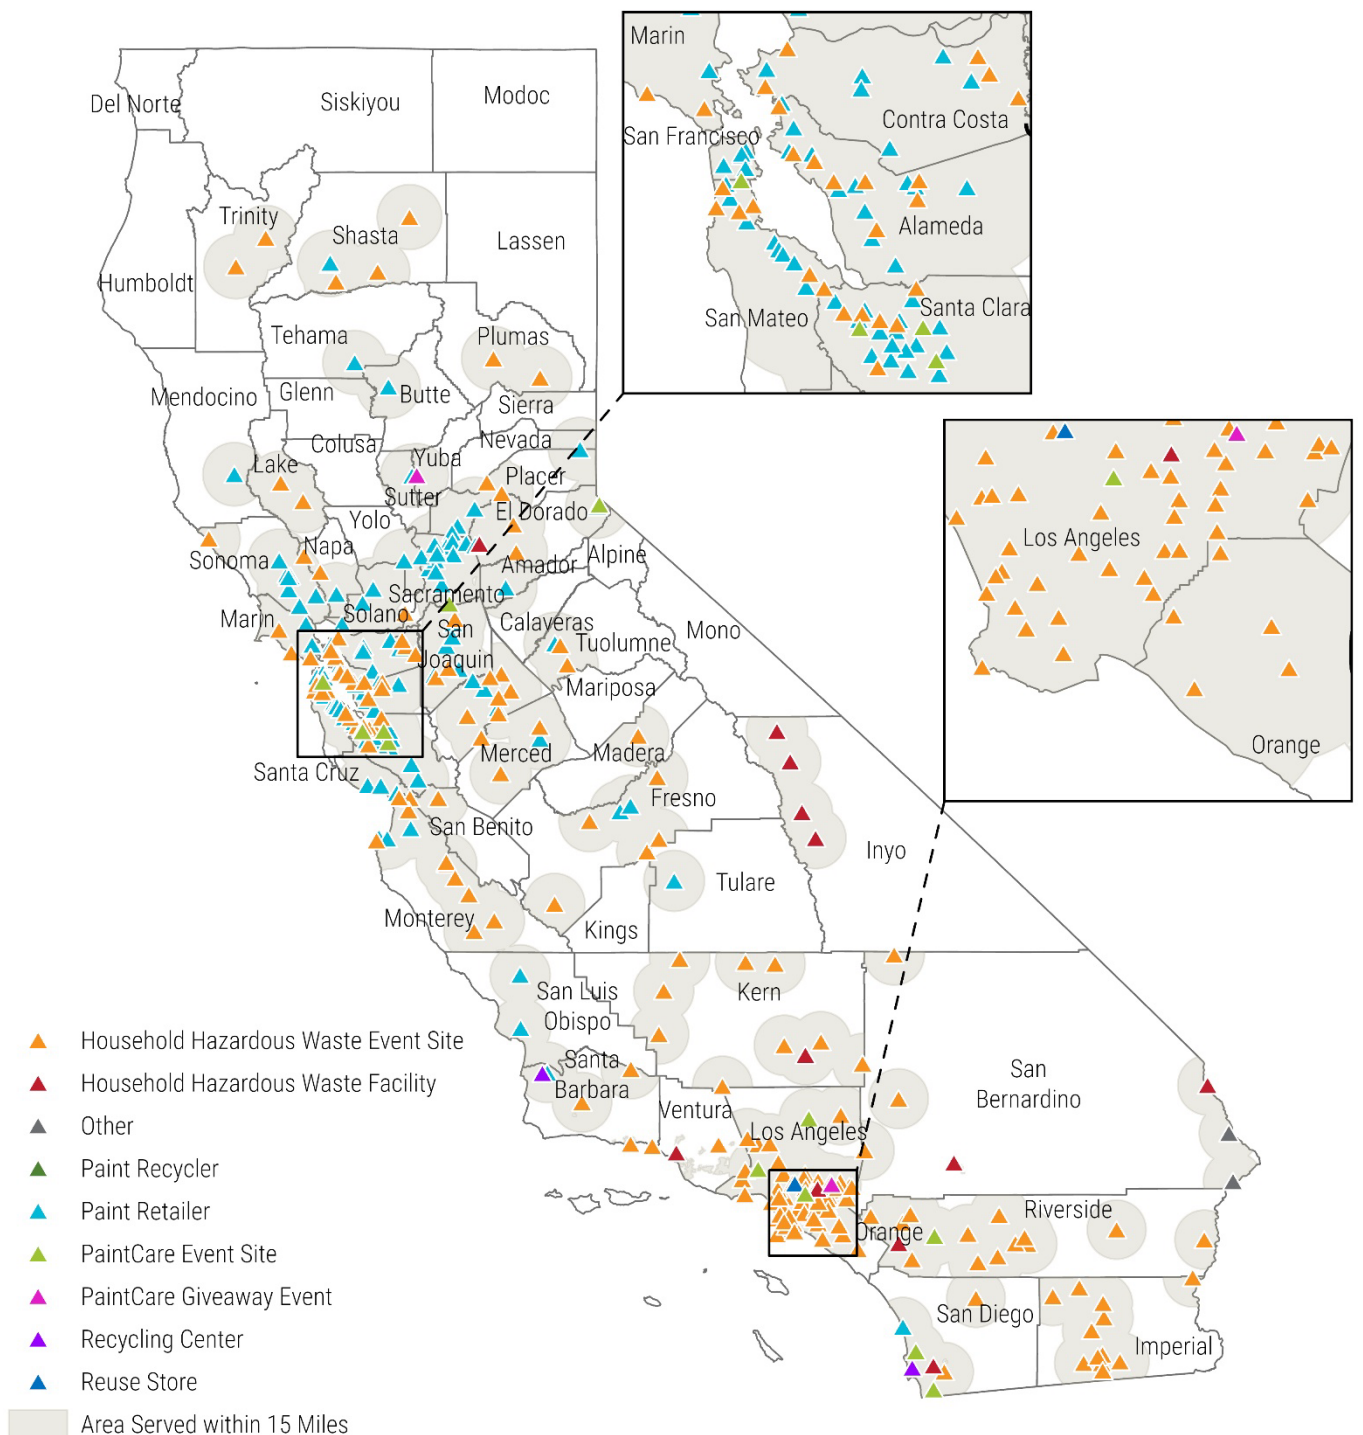 Marin
Contra Costa
San Francisco
Alameda
San Mateo
Santa Clara
Del Norte
Siskiyou
Modoc
Trinity
Shasta
Lassen
Humboldt
Tehama
Plumas
Mendocino
Glenn
Butte
Sierra
Colusa
Nevada
Lake
Yuba
Placer
Sutter
Yolo
El Dorado
Sonoma
Napa
Amador
Alpine
Sacramento
Marin
Solano
San
Joaquin
Calaveras
Tuolumne
Mono
Mariposa
Santa Cruz
Merced
Madera
Fresno
San Benito
Inyo
Tulare
Monterey
Kings
Los Angeles
Orange
San Luis
Obispo
Kern
Santa
Barbara
Ventura
Los Angeles
San
Bernardino
Orange
Riverside
San Diego
Imperial
Household Hazardous Waste Event Site
Household Hazardous Waste Facility
Other
Paint Recycler
Paint Retailer
PaintCare Event Site
PaintCare Giveaway Event
Recycling Center
Reuse Store
Area Served within 15 Miles